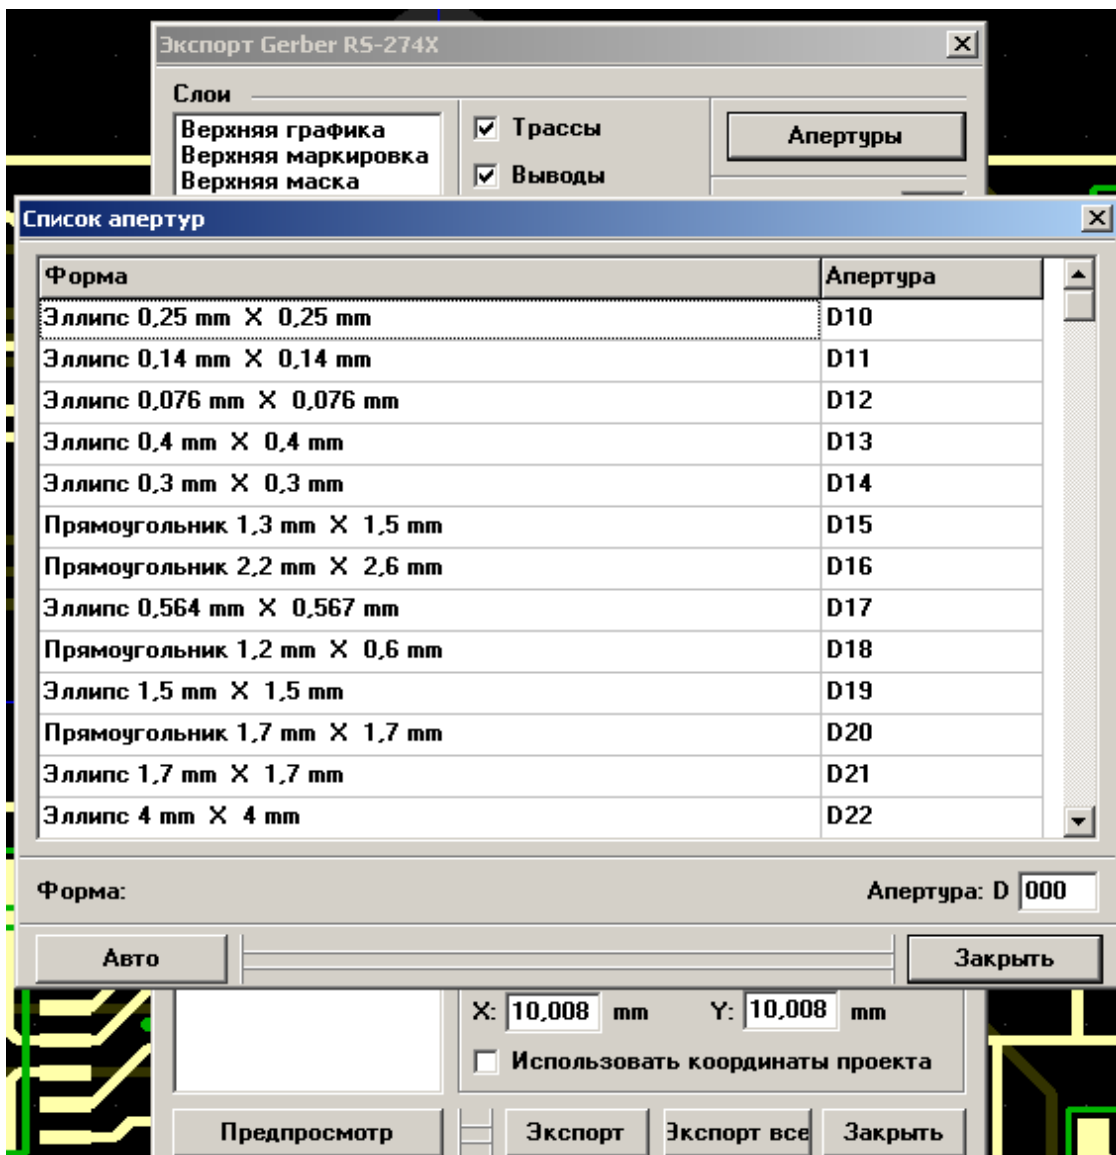 Экспорт Gerber RS-274X
Слои
Верхняя графика
Верхняя маркировка
Верхняя маска
Трассы
Выводы
Апертуры
Список апертур
Форма Апертура
Эллипс 0,25 mm X 0,25 mm D10
Эллипс 0,14 mm X 0,14 mm D11
Эллипс 0,076 mm X 0,076 mm D12
Эллипс 0,4 mm X 0,4 mm D13
Эллипс 0,3 mm X 0,3 mm D14
Прямоугольник 1,3 mm X 1,5 mm D15
Прямоугольник 2,2 mm X 2,6 mm D16
Эллипс 0,564 mm X 0,567 mm D17
Прямоугольник 1,2 mm X 0,6 mm D18
Эллипс 1,5 mm X 1,5 mm D19
Прямоугольник 1,7 mm X 1,7 mm D20
Эллипс 1,7 mm X 1,7 mm D21
Эллипс 4 mm X 4 mm D22
Форма: Апертура: D 000
Авто Закрыть
X: 10,008 mm Y: 10,008 mm
Использовать координаты проекта
Предпросмотр Экспорт Экспорт все Закрыть